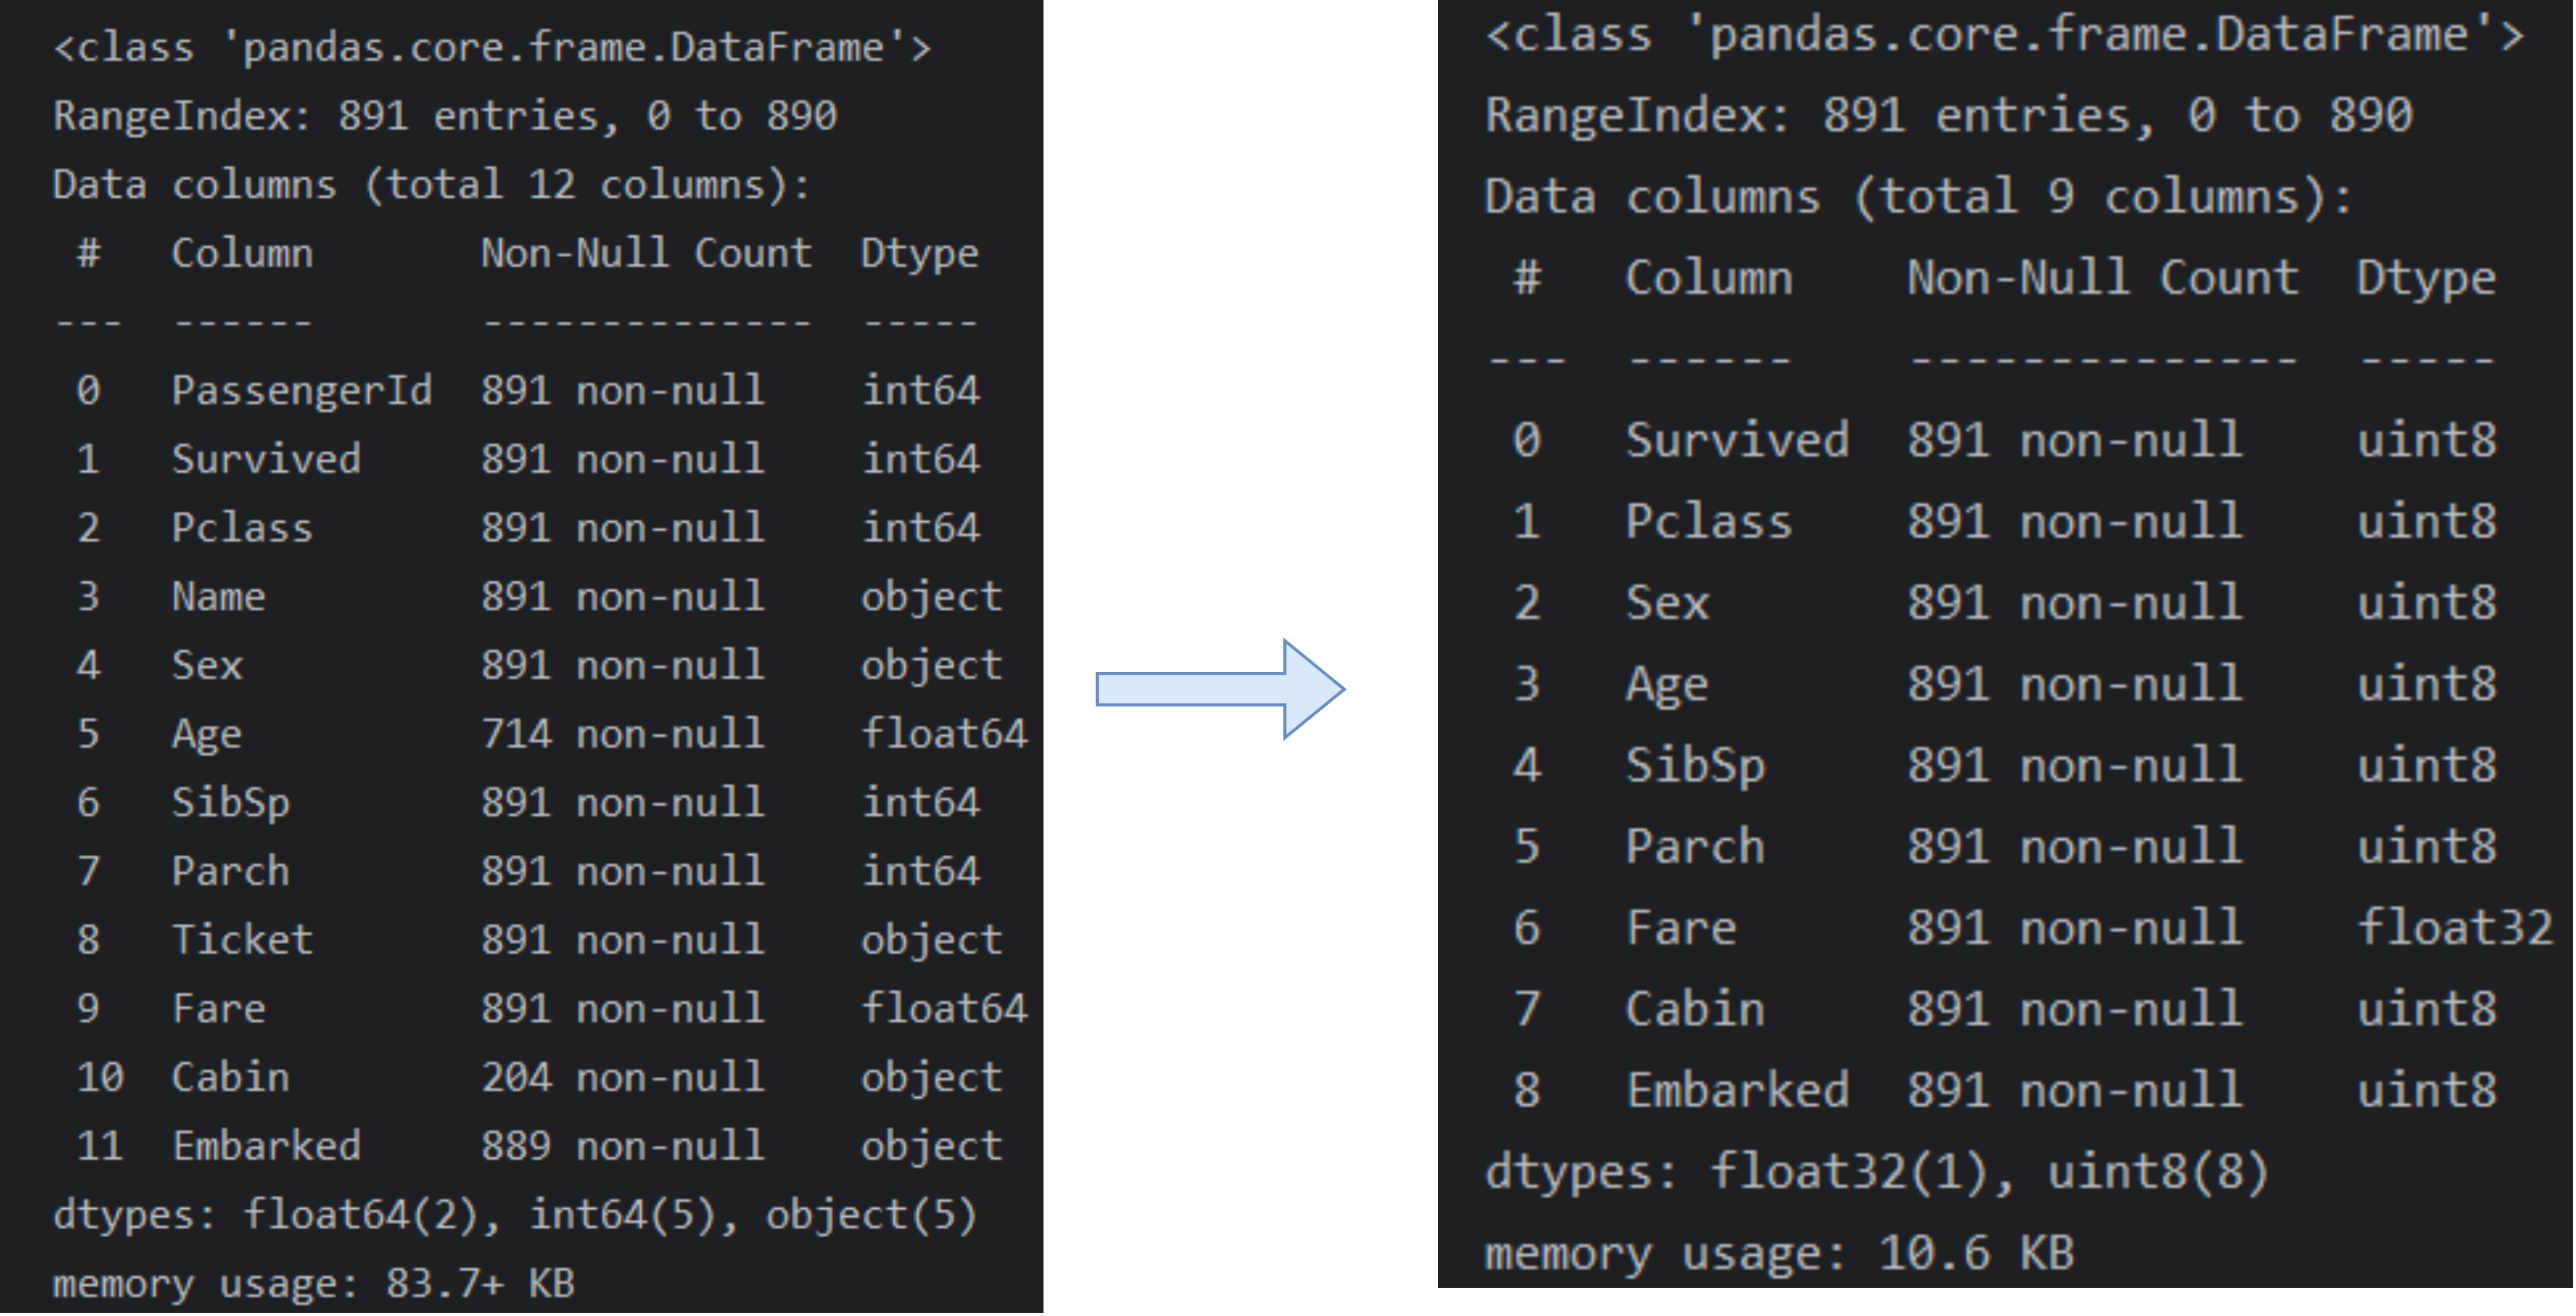 <class 'pandas.core.frame.DataFrame'>
RangeIndex: 891 entries, 0 to 890
Data columns (total 12 columns):
 #   Column       Non-Null Count  Dtype
---  ------       --------------  -----
 0   PassengerId  891 non-null    int64
 1   Survived     891 non-null    int64
 2   Pclass       891 non-null    int64
 3   Name         891 non-null    object
 4   Sex          891 non-null    object
 5   Age          714 non-null    float64
 6   SibSp        891 non-null    int64
 7   Parch        891 non-null    int64
 8   Ticket       891 non-null    object
 9   Fare         891 non-null    float64
 10  Cabin        204 non-null    object
 11  Embarked     889 non-null    object
dtypes: float64(2), int64(5), object(5)
memory usage: 83.7+ KB
<class 'pandas.core.frame.DataFrame'>
RangeIndex: 891 entries, 0 to 890
Data columns (total 9 columns):
 #   Column    Non-Null Count  Dtype
---  ------    --------------  -----
 0   Survived  891 non-null    uint8
 1   Pclass    891 non-null    uint8
 2   Sex       891 non-null    uint8
 3   Age       891 non-null    uint8
 4   SibSp     891 non-null    uint8
 5   Parch     891 non-null    uint8
 6   Fare      891 non-null    float32
 7   Cabin     891 non-null    uint8
 8   Embarked  891 non-null    uint8
dtypes: float32(1), uint8(8)
memory usage: 10.6 KB